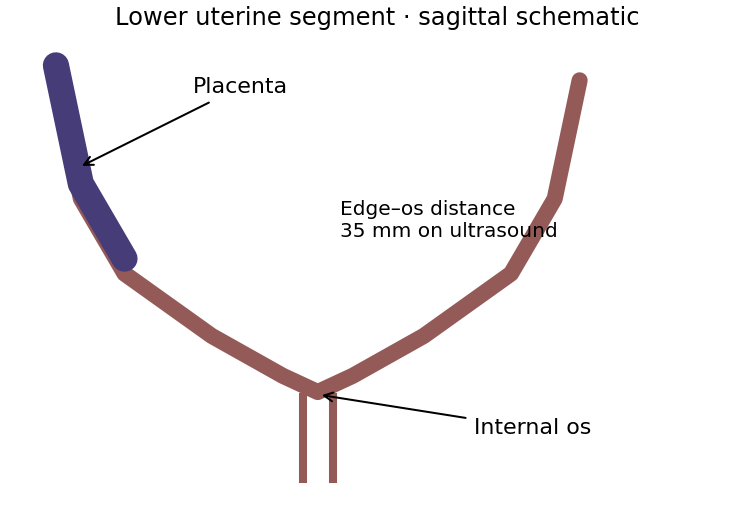 Lower uterine segment · sagittal schematic
Placenta
Edge–os distance
35 mm on ultrasound
Internal os